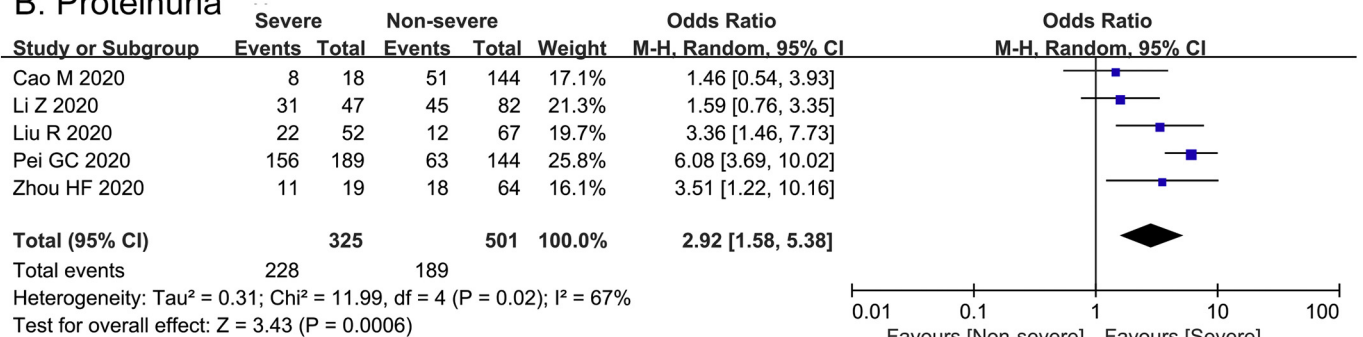 B. Proteinuria
Severe Non-severe Odds Ratio Odds Ratio
Study or Subgroup Events Total Events Total Weight M-H, Random, 95% CI M-H, Random, 95% CI
Cao M 2020 8 18 51 144 17.1% 1.46 [0.54, 3.93]
Li Z 2020 31 47 45 82 21.3% 1.59 [0.76, 3.35]
Liu R 2020 22 52 12 67 19.7% 3.36 [1.46, 7.73]
Pei GC 2020 156 189 63 144 25.8% 6.08 [3.69, 10.02]
Zhou HF 2020 11 19 18 64 16.1% 3.51 [1.22, 10.16]
Total (95% CI) 325 501 100.0% 2.92 [1.58, 5.38]
Total events 228 189
Heterogeneity: Tau² = 0.31; Chi² = 11.99, df = 4 (P = 0.02); I² = 67%
Test for overall effect: Z = 3.43 (P = 0.0006)
0.01 0.1 1 10 100
Favours [Non-severe] Favours [Severe]